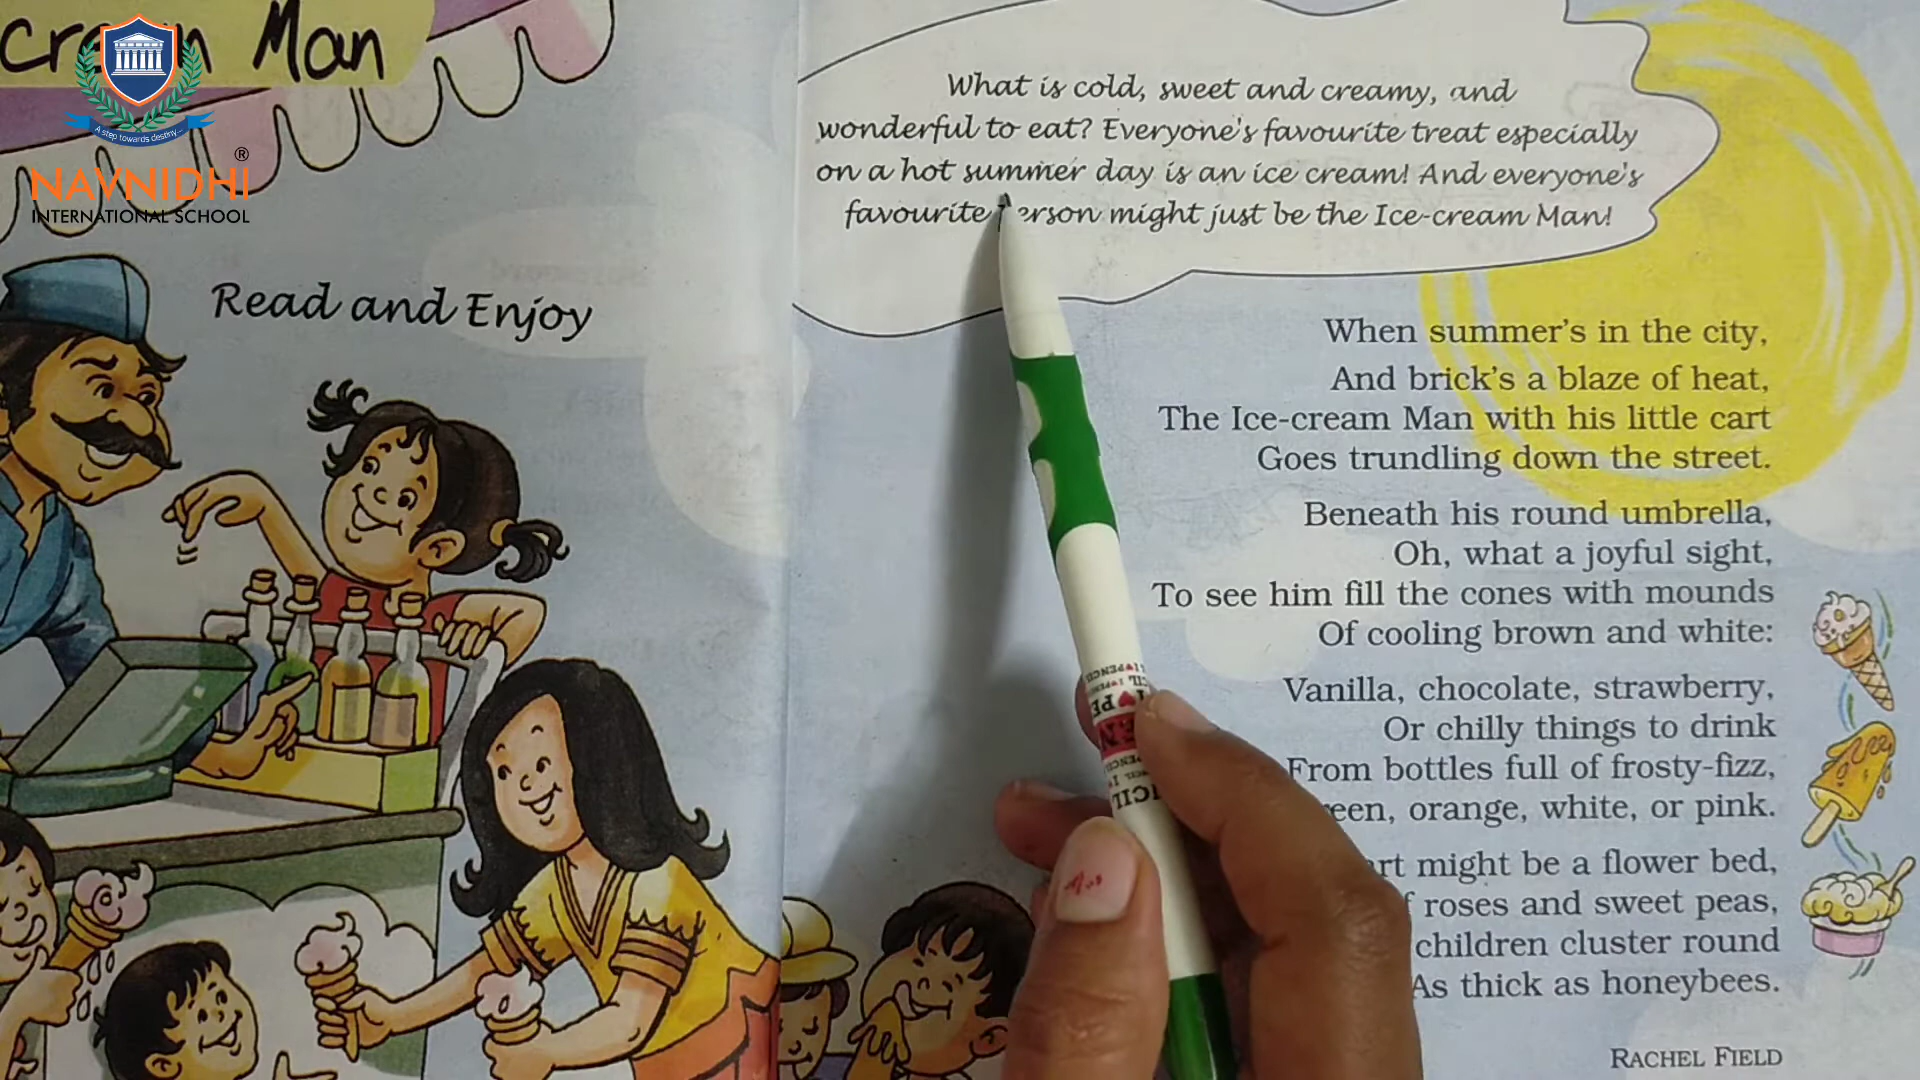 Cream Man
A step towards destiny...
NAVNIDHI ®
INTERNATIONAL SCHOOL
Read and Enjoy
What is cold, sweet and creamy, and
wonderful to eat? Everyone's favourite treat especially
on a hot summer day is an ice cream! And everyone's
favourite person might just be the Ice-cream Man!
When summer's in the city,
And brick's a blaze of heat,
The Ice-cream Man with his little cart
Goes trundling down the street.
Beneath his round umbrella,
Oh, what a joyful sight,
To see him fill the cones with mounds
Of cooling brown and white:
Vanilla, chocolate, strawberry,
Or chilly things to drink
From bottles full of frosty-fizz,
een, orange, white, or pink.
art might be a flower bed,
roses and sweet peas,
children cluster round
As thick as honeybees.
RACHEL FIELD